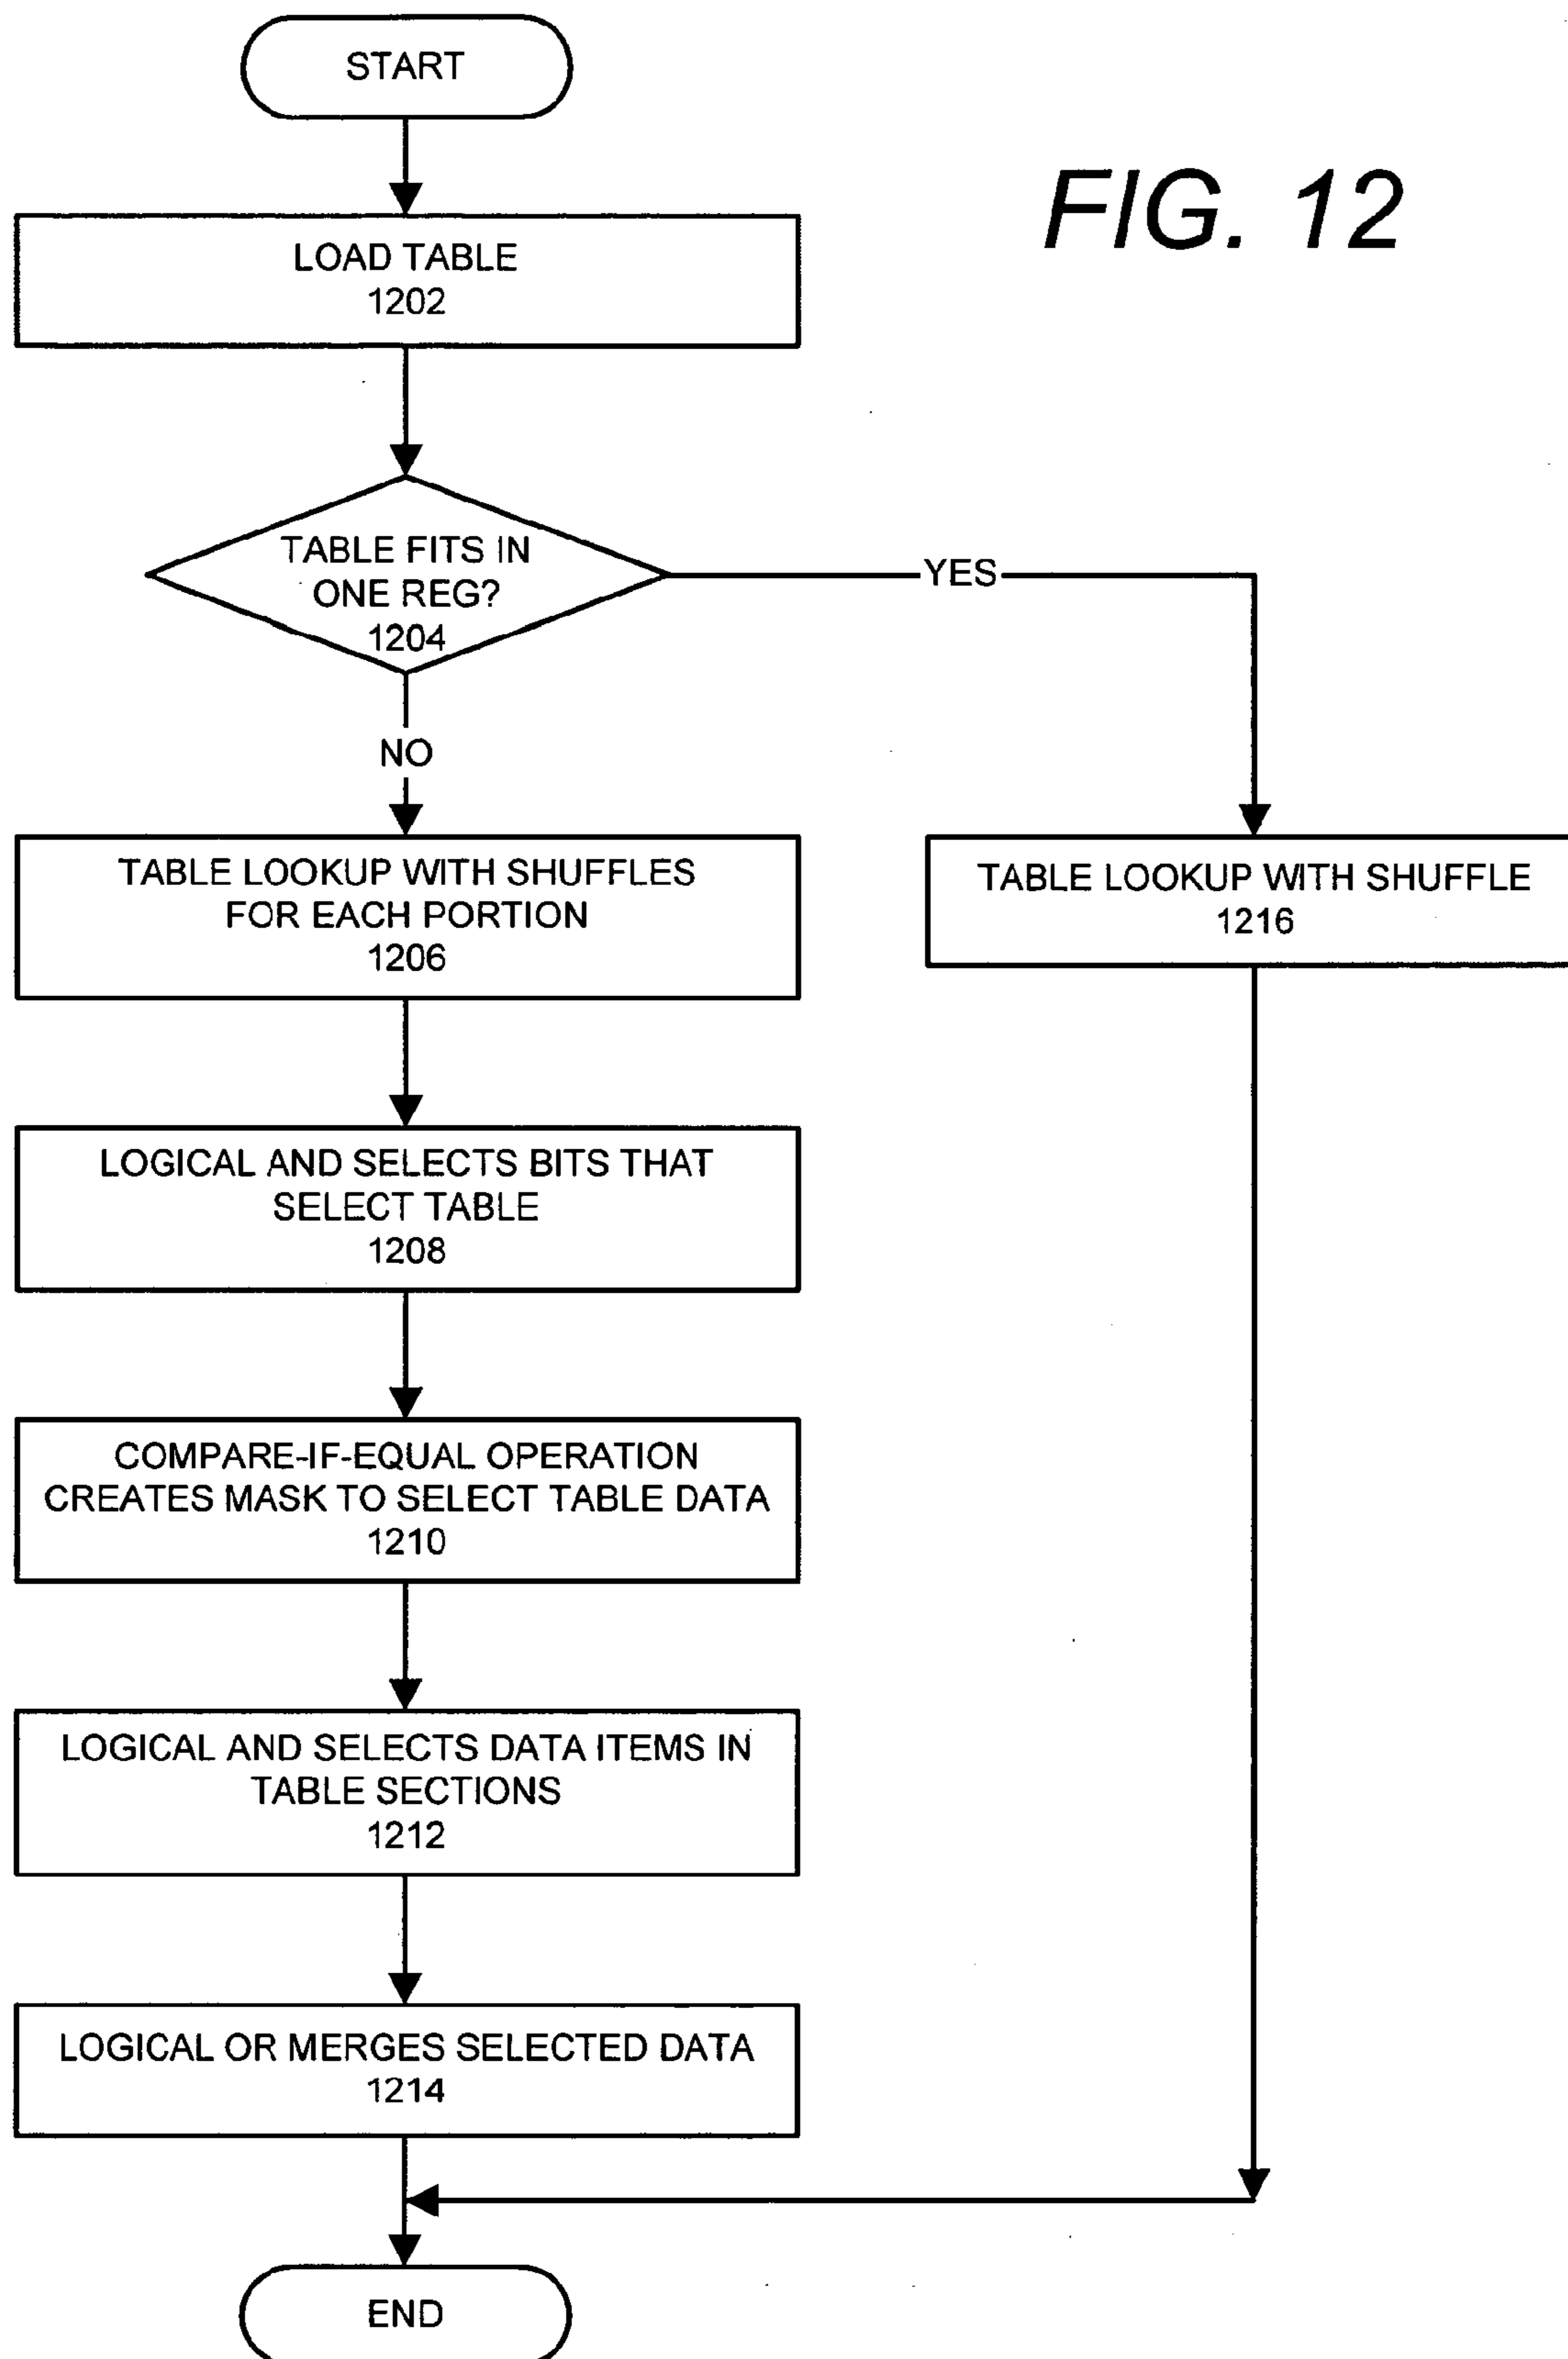 START
FIG. 12
LOAD TABLE
1202
TABLE FITS IN
ONE REG?
1204
YES
NO
TABLE LOOKUP WITH SHUFFLES
FOR EACH PORTION
1206
TABLE LOOKUP WITH SHUFFLE
1216
LOGICAL AND SELECTS BITS THAT
SELECT TABLE
1208
COMPARE-IF-EQUAL OPERATION
CREATES MASK TO SELECT TABLE DATA
1210
LOGICAL AND SELECTS DATA ITEMS IN
TABLE SECTIONS
1212
LOGICAL OR MERGES SELECTED DATA
1214
END